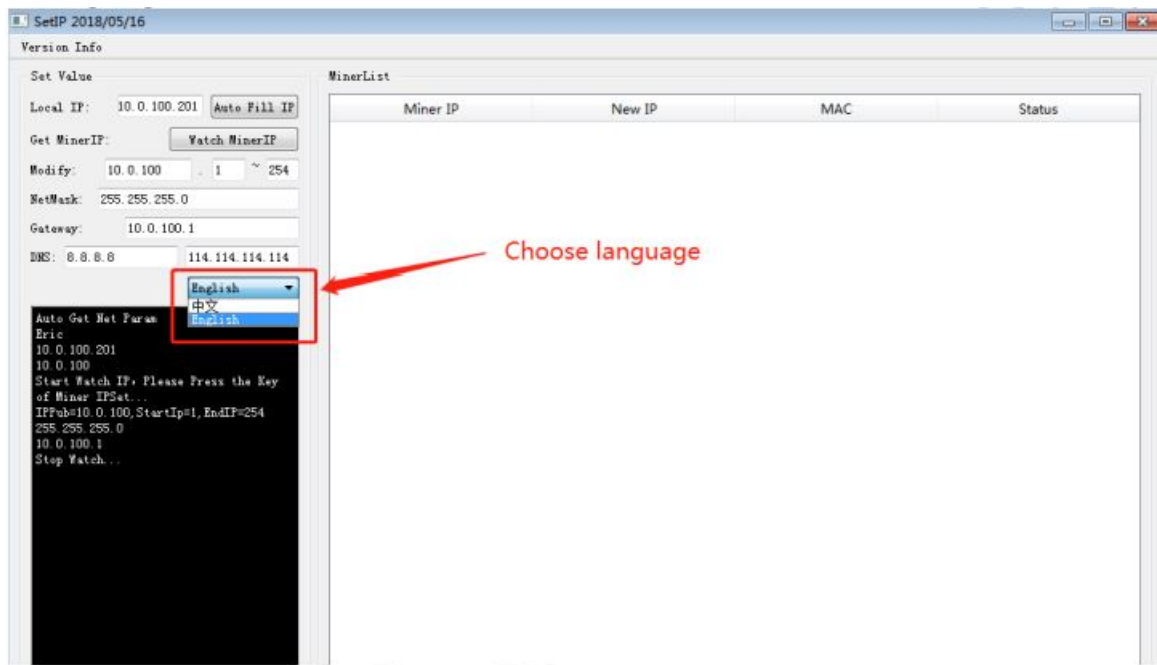 SetIP 2018/05/16
Version Info
Set Value
Local IP: 10.0.100.201 Auto Fill IP
Get MinerIP: Watch MinerIP
Modify: 10.0.100 . 1 ~ 254
NetMask: 255.255.255.0
Gateway: 10.0.100.1
DNS: 8.8.8.8 114.114.114.114
English
中文
English
Auto Get Net Param
Eric
10.0.100.201
10.0.100
Start Watch IP, Please Press the Key
of Miner IPSet...
IPPub=10.0.100,StartIp=1,EndIP=254
255.255.255.0
10.0.100.1
Stop Watch...
MinerList
Miner IP New IP MAC Status
Choose language